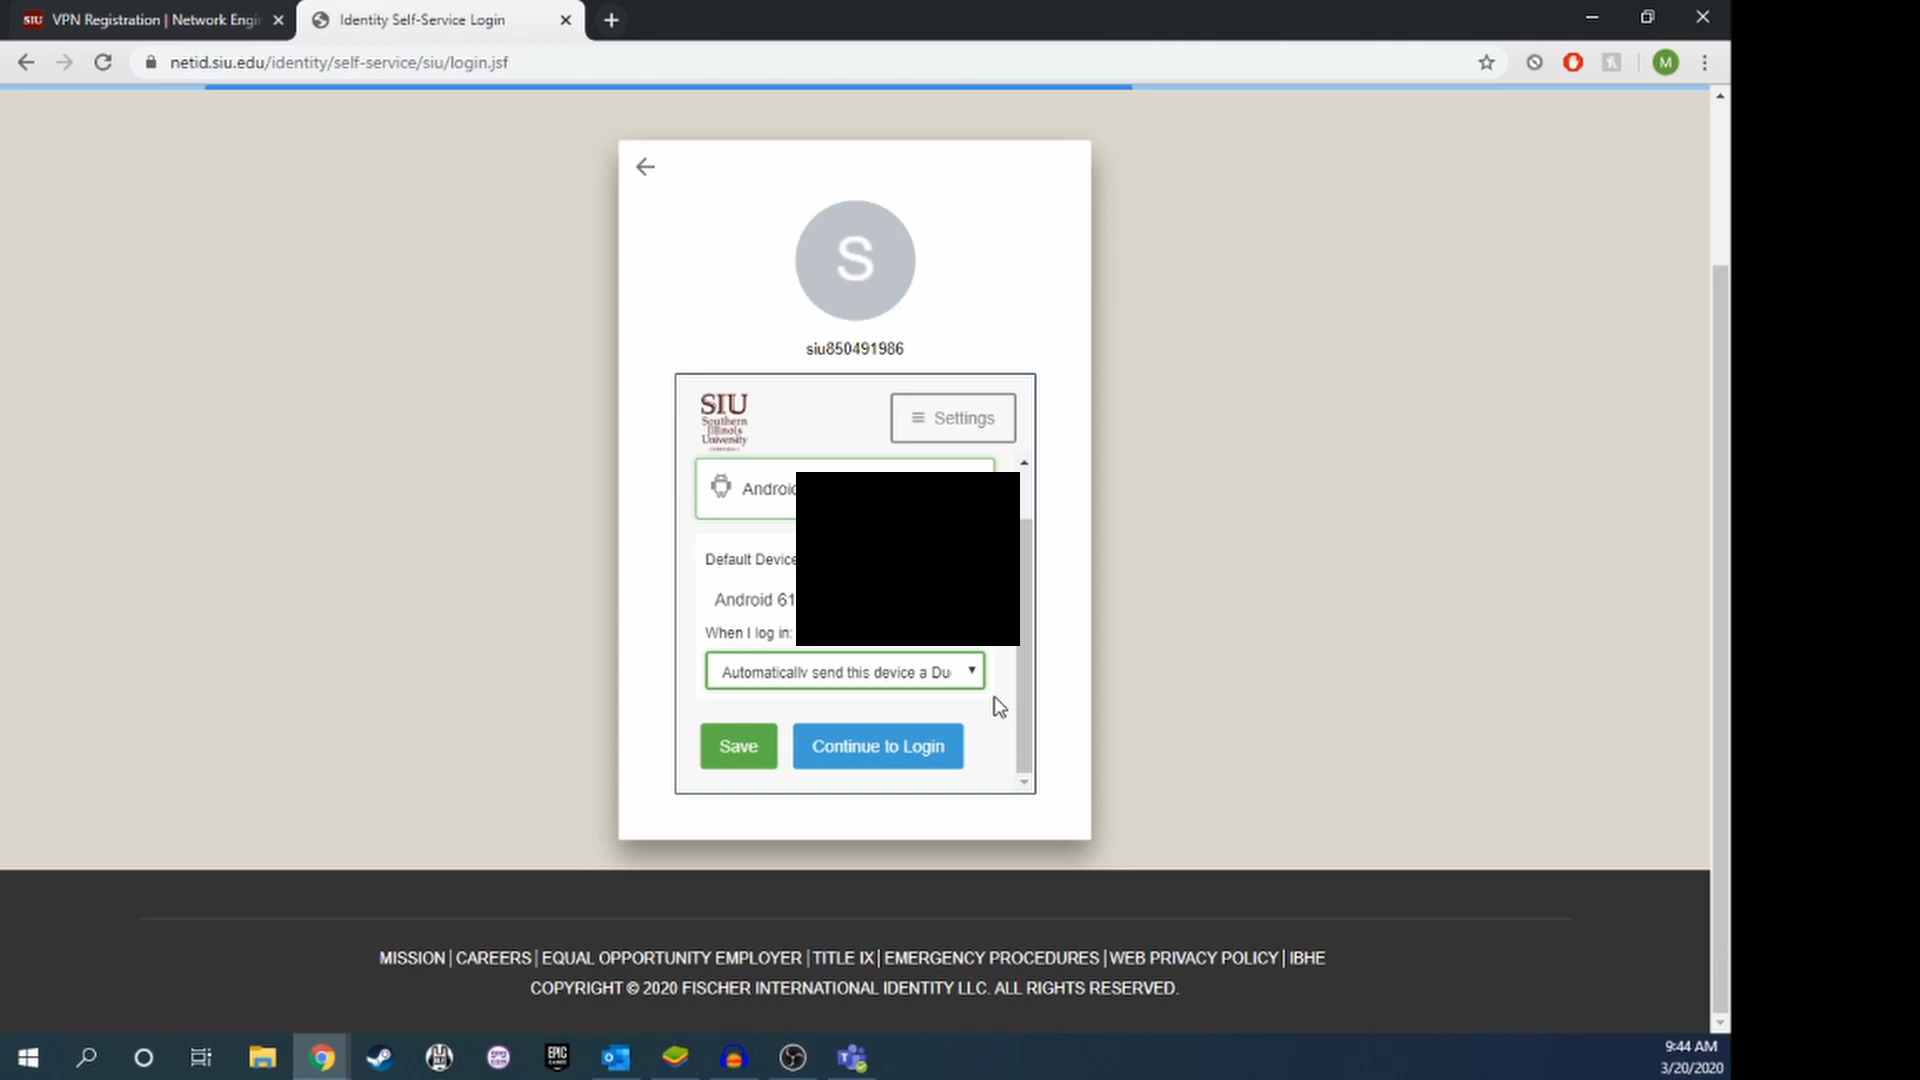 SIU VPN Registration | Network Engi
Identity Self-Service Login
netid.siu.edu/identity/self-service/siu/login.jsf
M
S
siu850491986
SIU
Southern
Illinois
University
Settings
Android
Default Device
Android 61
When I log in:
Automatically send this device a Du
Save
Continue to Login
MISSION | CAREERS | EQUAL OPPORTUNITY EMPLOYER | TITLE IX | EMERGENCY PROCEDURES | WEB PRIVACY POLICY | IBHE
COPYRIGHT © 2020 FISCHER INTERNATIONAL IDENTITY LLC. ALL RIGHTS RESERVED.
EPIC
9:44 AM
3/20/2020